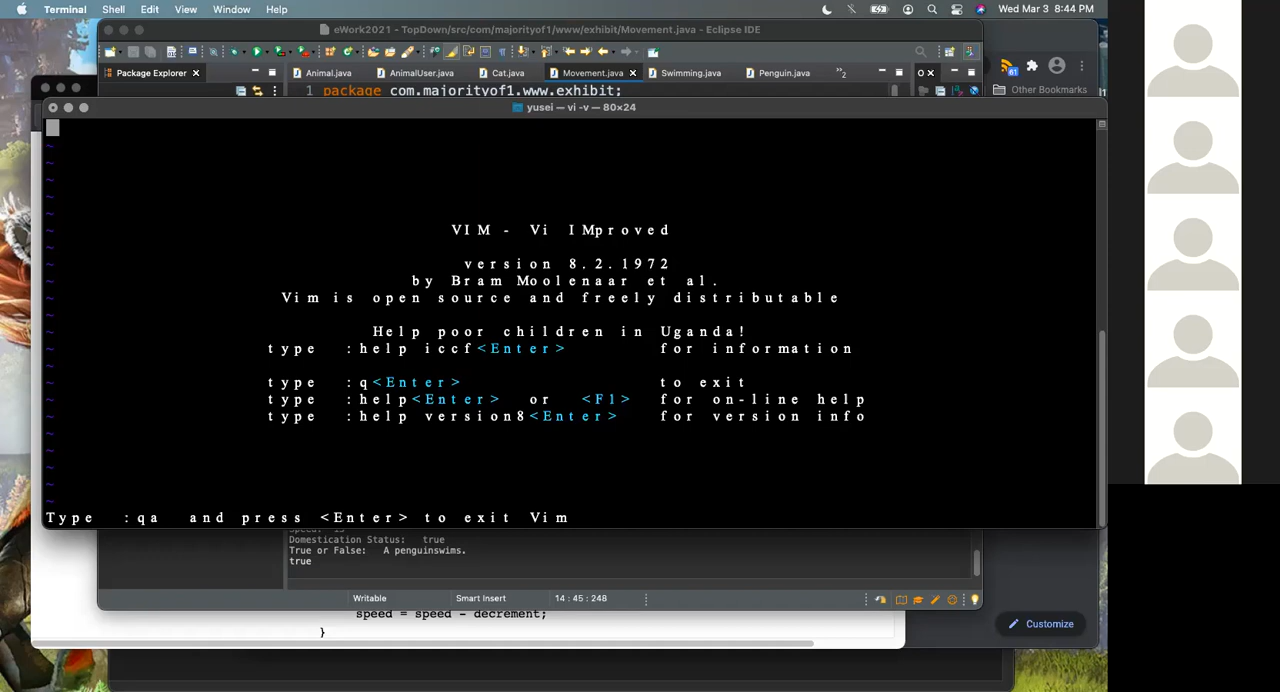 Terminal Shell Edit View Window Help Wed Mar 3 8:44 PM
eWork2021 - TopDown/src/com/majorityof1/www/exhibit/Movement.java - Eclipse IDE
Package Explorer Animal.java AnimalUser.java Cat.java Movement.java Swimming.java Penguin.java »2 61
1 package com.majorityof1.www.exhibit; Other Bookmarks
yusei — vi -v — 80×24
~
~
~
~
~
VIM - Vi IMproved
~
~ version 8.2.1972
~ by Bram Moolenaar et al.
~ Vim is open source and freely distributable
~
~ Help poor children in Uganda!
~ type :help iccf<Enter> for information
~
~ type :q<Enter> to exit
~ type :help<Enter> or <F1> for on-line help
~ type :help version8<Enter> for version info
~
~
~
~
~
Type :qa and press <Enter> to exit Vim
Domestication Status: true
True or False: A penguinswims.
true
Writable Smart Insert 14 : 45 : 248
speed = speed - decrement;
}
Customize